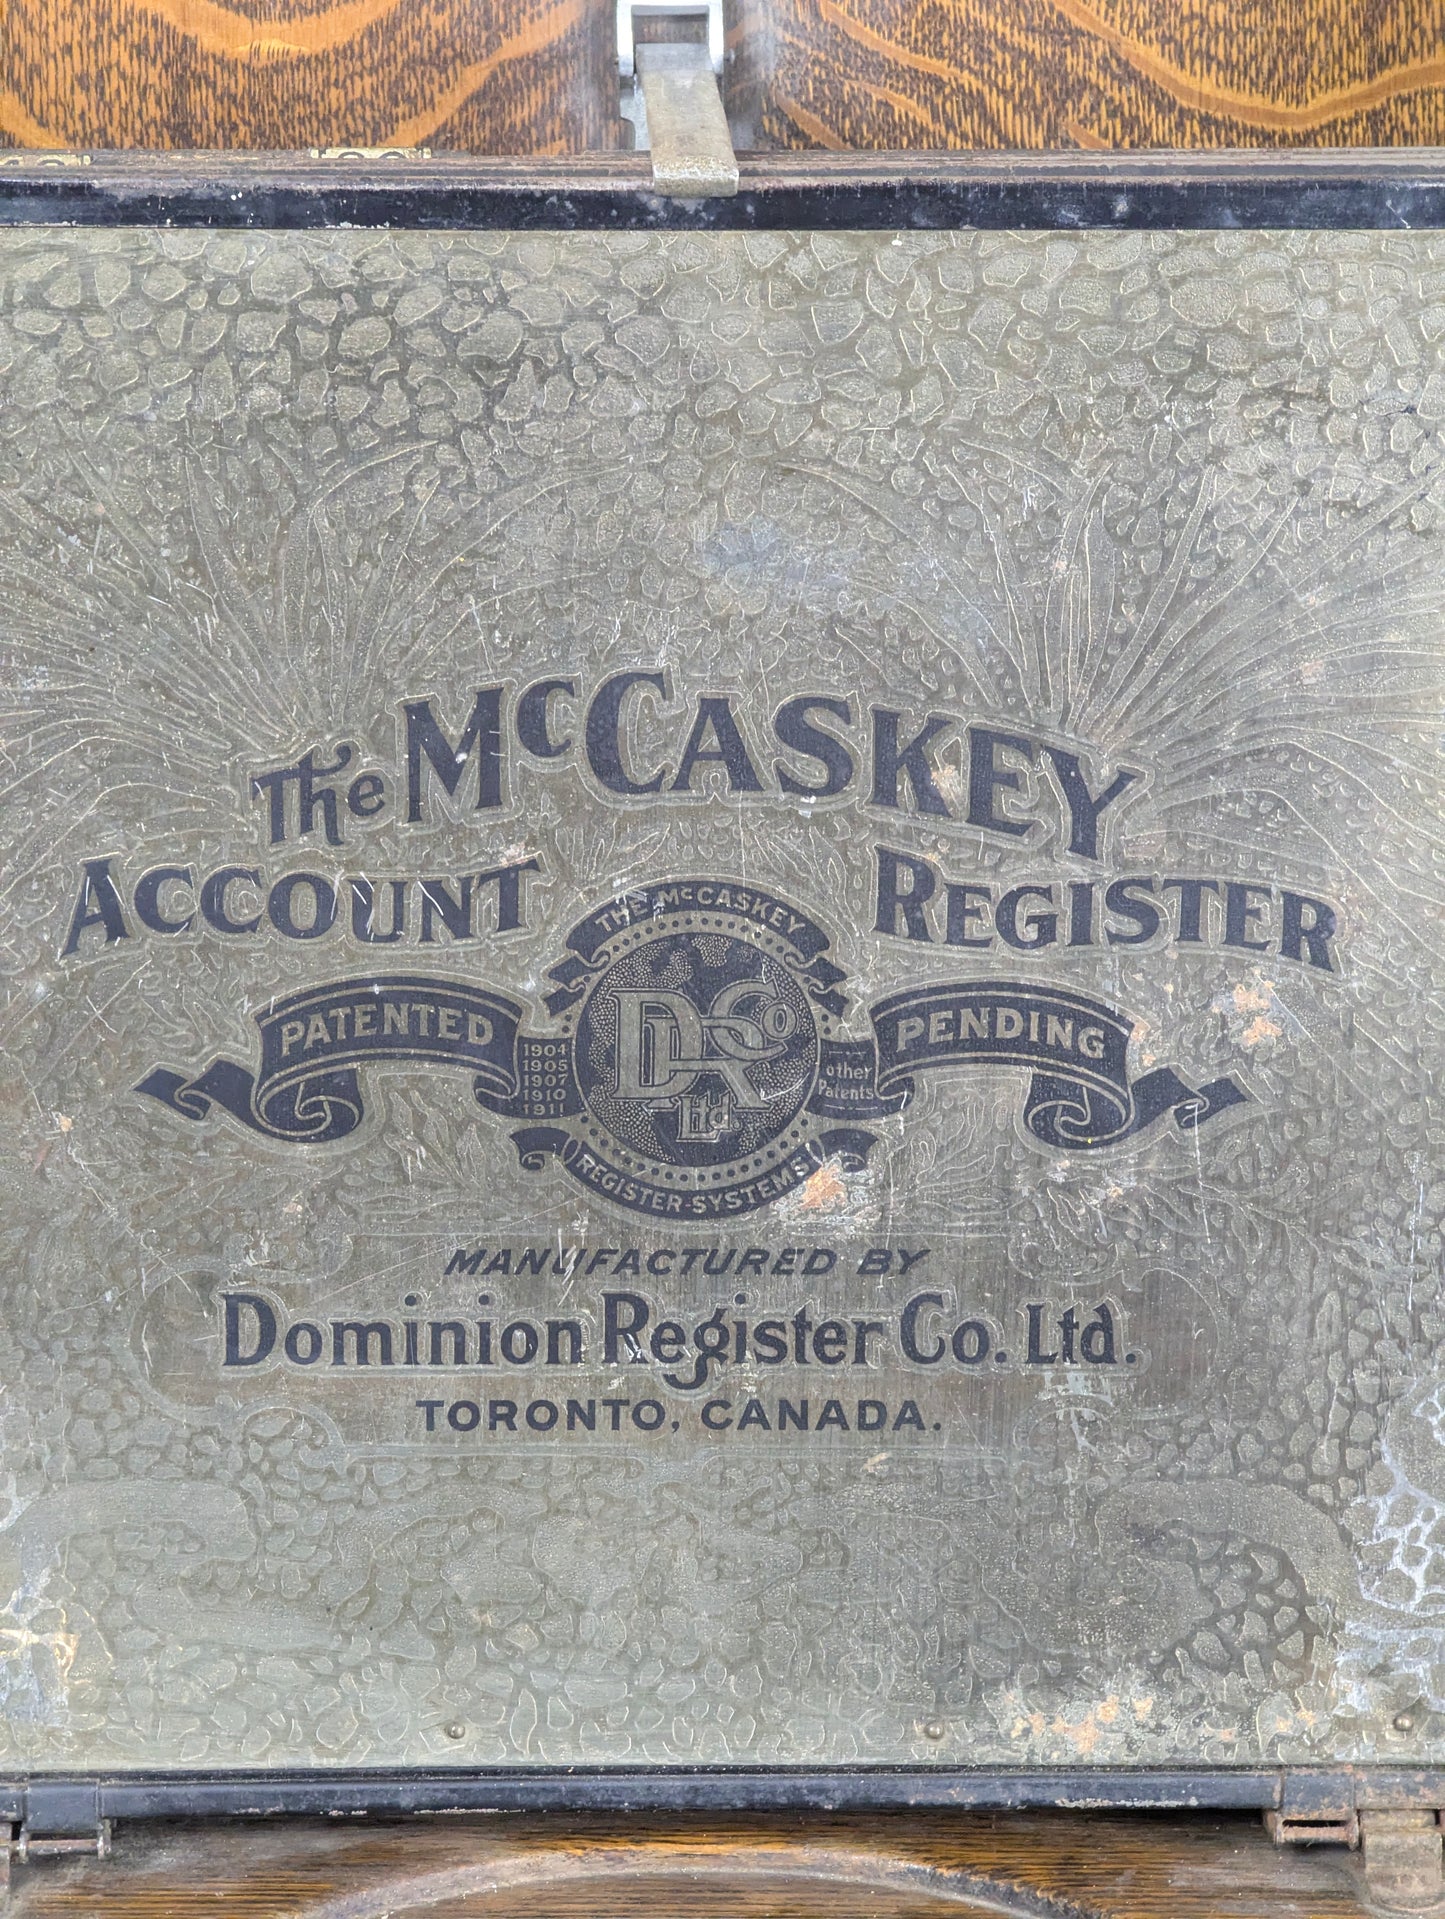 The McCASKEY
ACCOUNT REGISTER
THE McCASKEY
PATENTED
1904
1905
1907
1910
1911
DRCo
Ltd.
other
Patents
PENDING
REGISTER-SYSTEMS
MANUFACTURED BY
Dominion Register Co. Ltd.
TORONTO, CANADA.